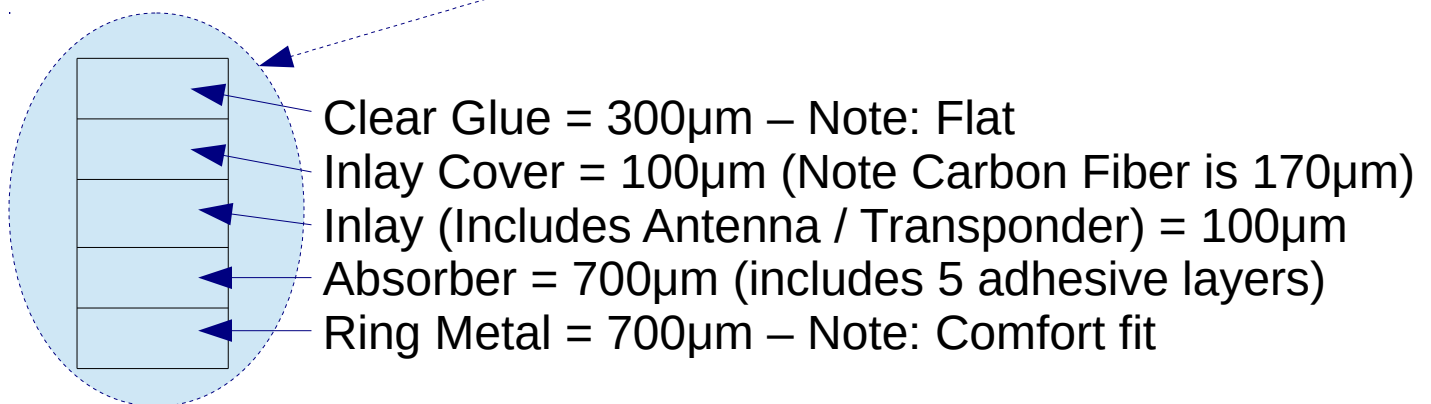 Clear Glue = 300µm – Note: Flat
Inlay Cover = 100µm (Note Carbon Fiber is 170µm)
Inlay (Includes Antenna / Transponder) = 100µm
Absorber = 700µm (includes 5 adhesive layers)
Ring Metal = 700µm – Note: Comfort fit